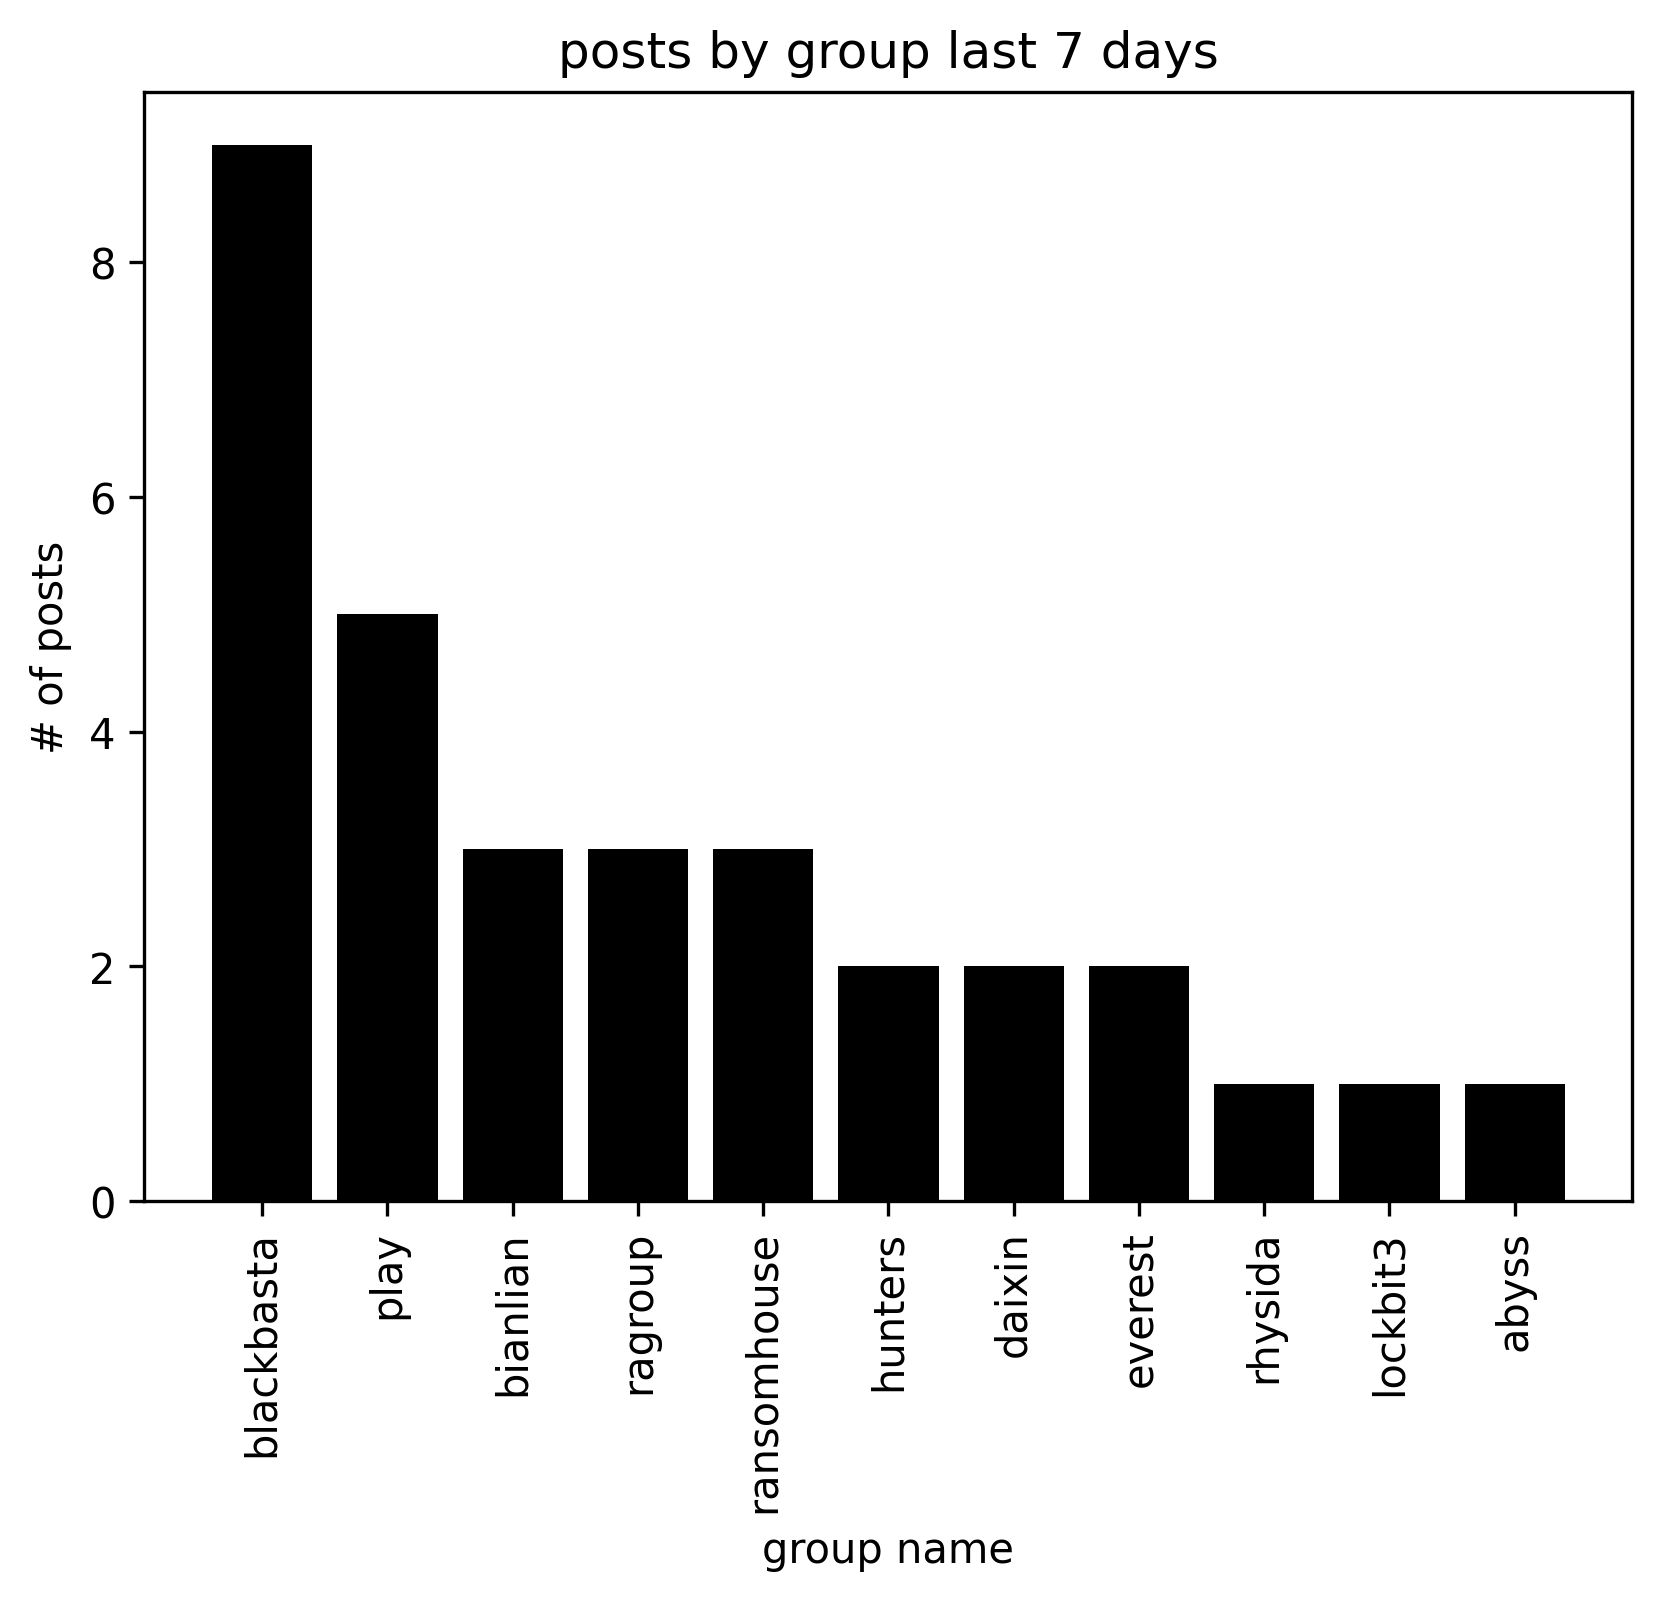 posts by group last 7 days
# of posts
8
6
4
2
0
blackbasta
play
bianlian
ragroup
ransomhouse
hunters
daixin
everest
rhysida
lockbit3
abyss
group name